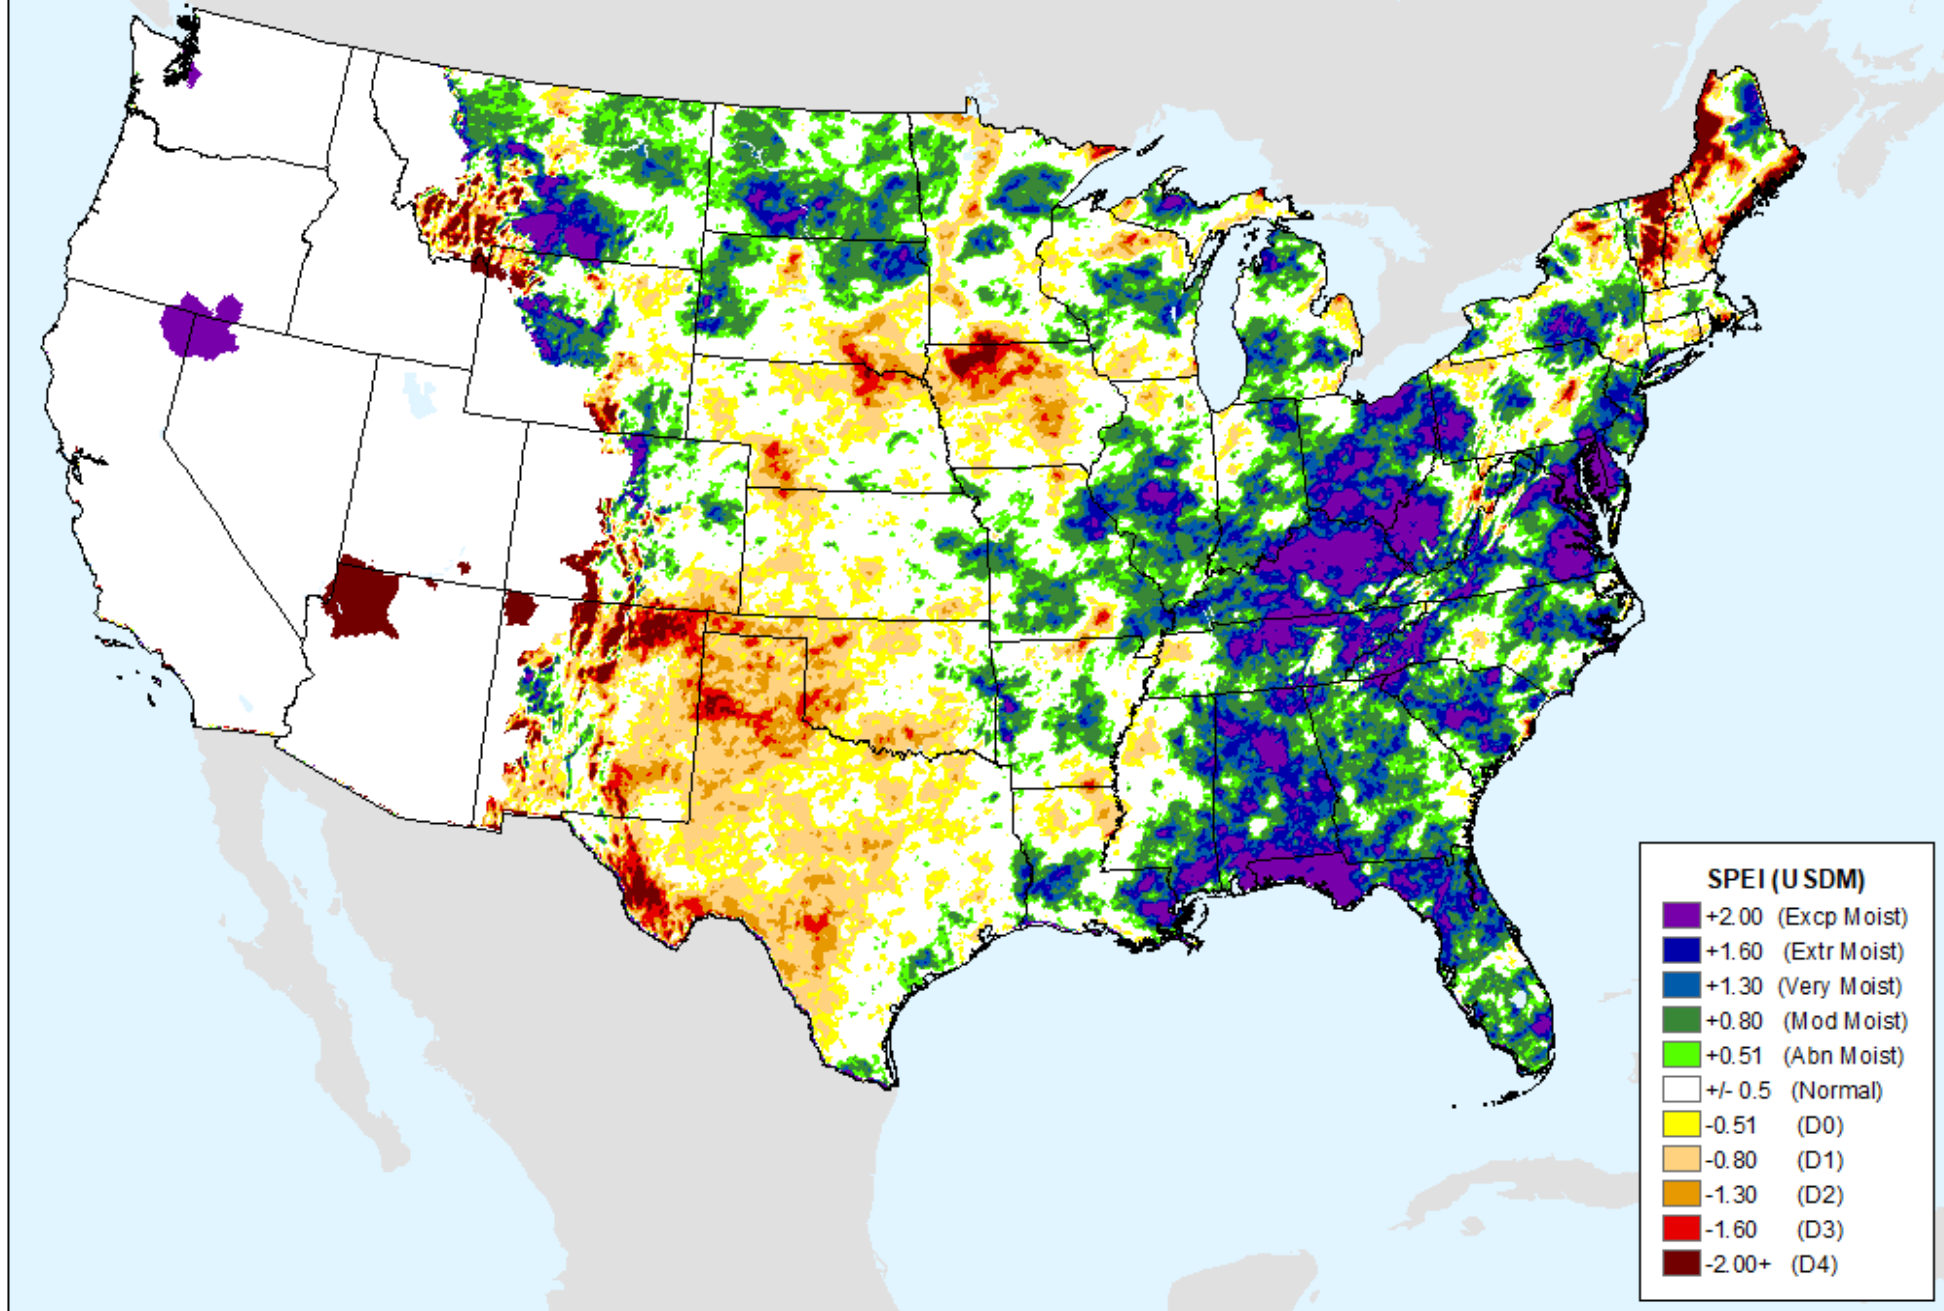 SPEI (USDM)
+2.00 (Excp Moist)
+1.60 (Extr Moist)
+1.30 (Very Moist)
+0.80 (Mod Moist)
+0.51 (Abn Moist)
+/- 0.5 (Normal)
-0.51 (D0)
-0.80 (D1)
-1.30 (D2)
-1.60 (D3)
-2.00+ (D4)